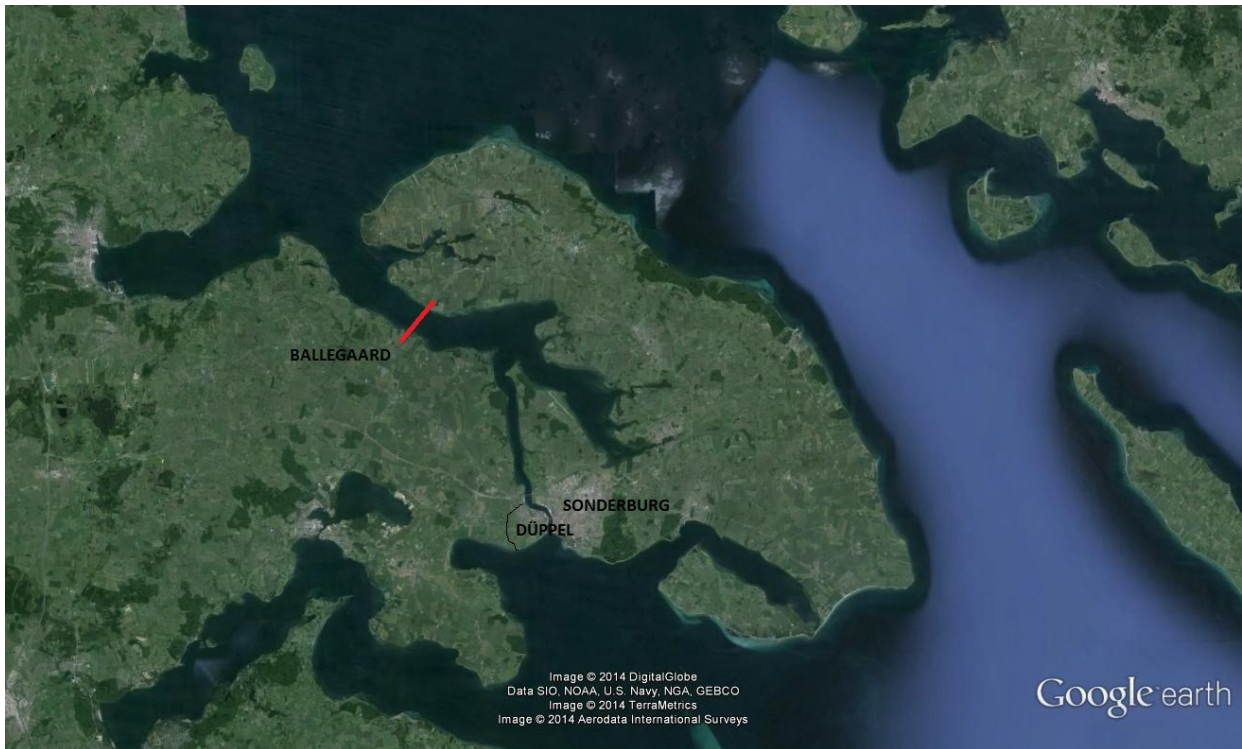 BALLEGAARD
SONDERBURG
DÜPPEL
Image © 2014 DigitalGlobe
Data SIO, NOAA, U.S. Navy, NGA, GEBCO
Image © 2014 TerraMetrics
Image © 2014 Aerodata International Surveys
Google earth